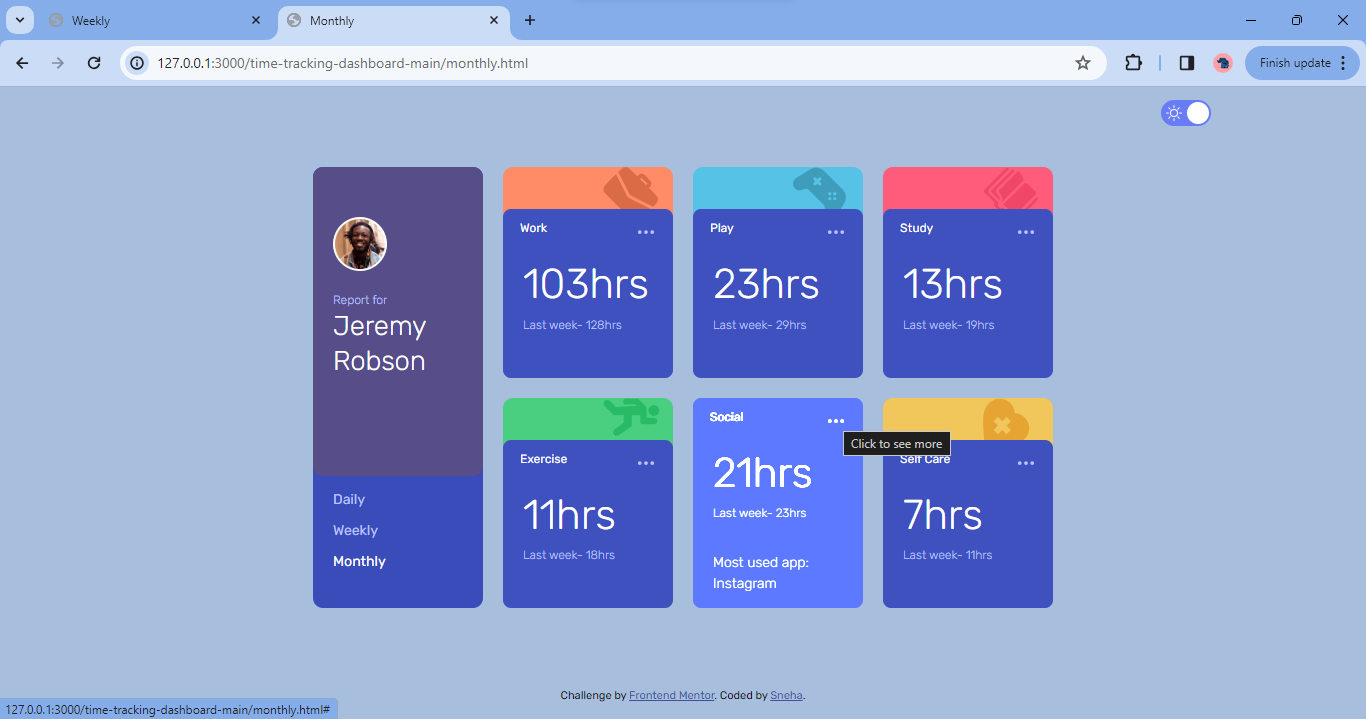 Weekly
Monthly
127.0.0.1:3000/time-tracking-dashboard-main/monthly.html
Finish update
Report for
Jeremy
Robson
Daily
Weekly
Monthly
Work
103hrs
Last week- 128hrs
Play
23hrs
Last week- 29hrs
Study
13hrs
Last week- 19hrs
Exercise
11hrs
Last week- 18hrs
Social
21hrs
Last week- 23hrs
Most used app:
Instagram
Click to see more
Self Care
7hrs
Last week- 11hrs
Challenge by Frontend Mentor. Coded by Sneha.
127.0.0.1:3000/time-tracking-dashboard-main/monthly.html#